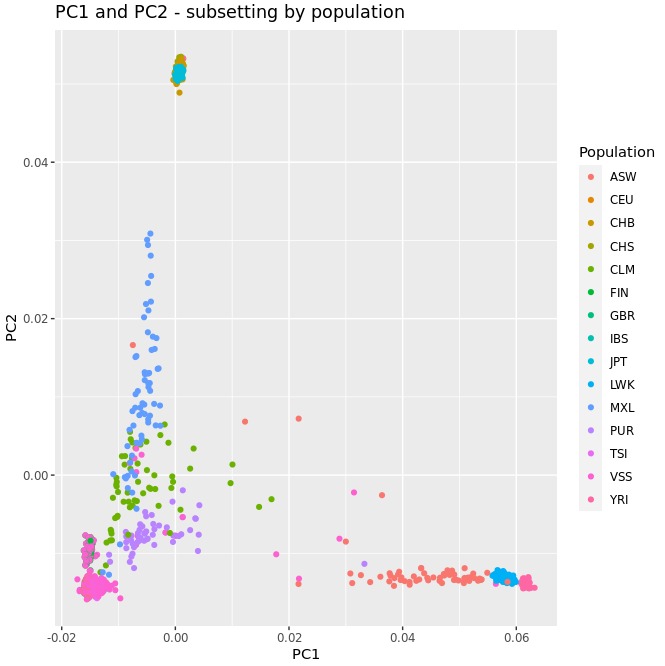 PC1 and PC2 - subsetting by population
PC2
0.04
0.02
0.00
-0.02
0.00
0.02
0.04
0.06
PC1
Population
ASW
CEU
CHB
CHS
CLM
FIN
GBR
IBS
JPT
LWK
MXL
PUR
TSI
VSS
YRI